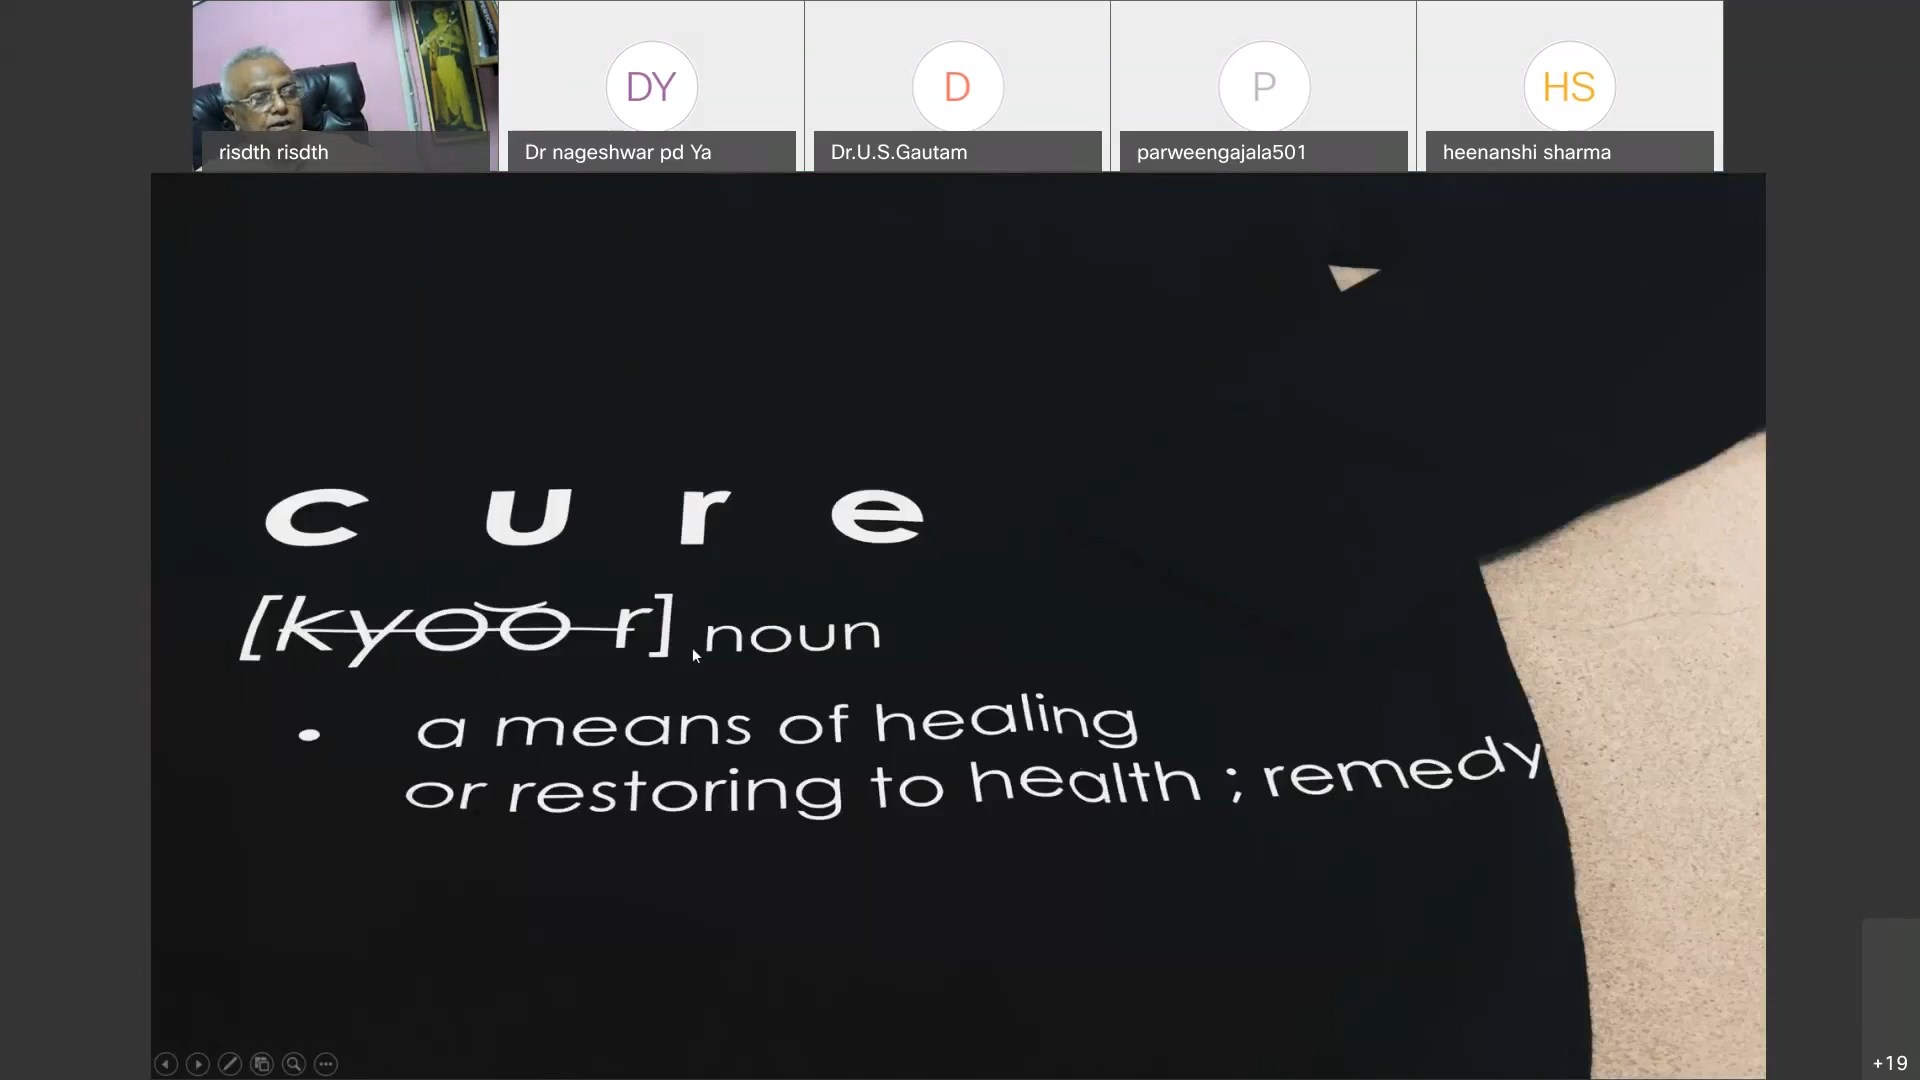 DY
D
P
HS
risdth risdth
Dr nageshwar pd Ya
Dr.U.S.Gautam
parweengajala501
heenanshi sharma
cure
[kyoŏ r] noun
• a means of healing
or restoring to health ; remedy
+19